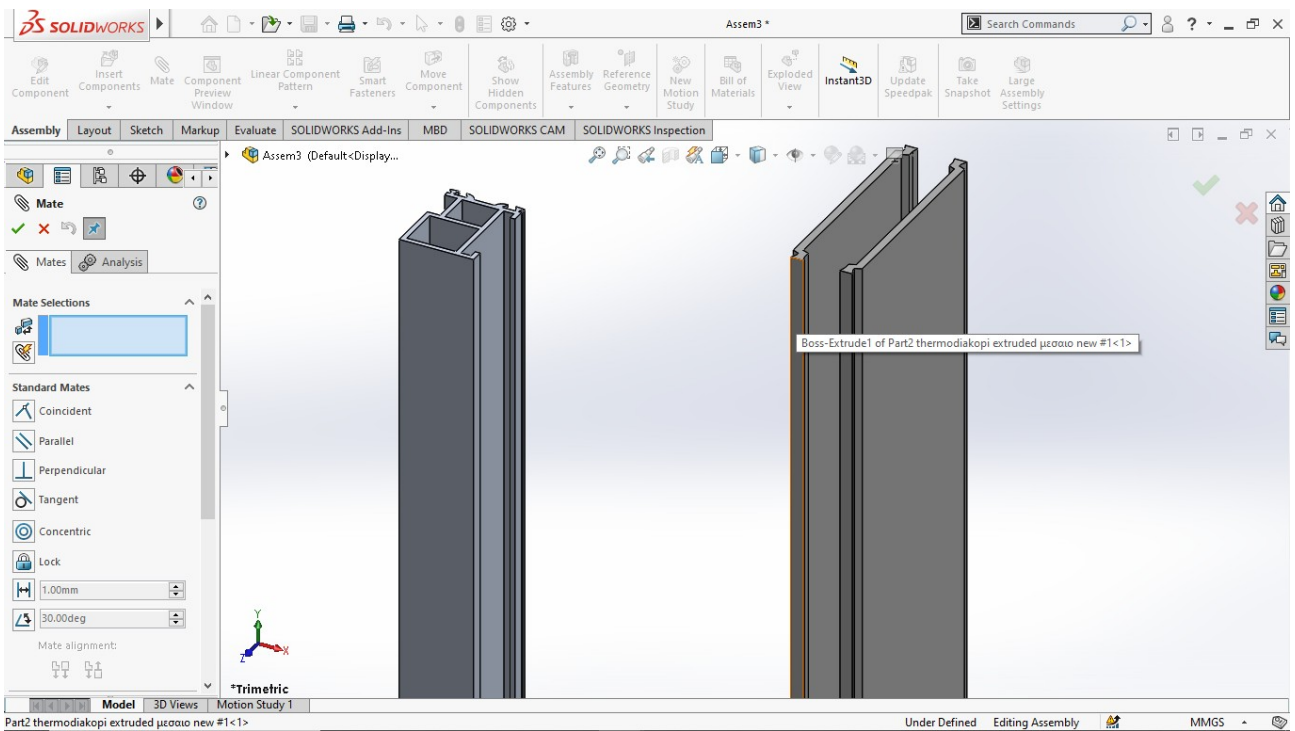 SOLIDWORKS
Assem3 *
Search Commands
Edit Component
Insert Components
Mate
Component Preview Window
Linear Component Pattern
Smart Fasteners
Move Component
Show Hidden Components
Assembly Features
Reference Geometry
New Motion Study
Bill of Materials
Exploded View
Instant3D
Update Speedpak
Take Snapshot
Large Assembly Settings
Assembly Layout Sketch Markup Evaluate SOLIDWORKS Add-Ins MBD SOLIDWORKS CAM SOLIDWORKS Inspection
Assem3 (Default<Display...
Mate
Mates Analysis
Mate Selections
Standard Mates
Coincident
Parallel
Perpendicular
Tangent
Concentric
Lock
1.00mm
30.00deg
Mate alignment:
Boss-Extrude1 of Part2 thermodiakopi extruded μεσαιο new #1<1>
Y
X
Z
*Trimetric
Model 3D Views Motion Study 1
Part2 thermodiakopi extruded μεσαιο new #1<1>
Under Defined Editing Assembly MMGS